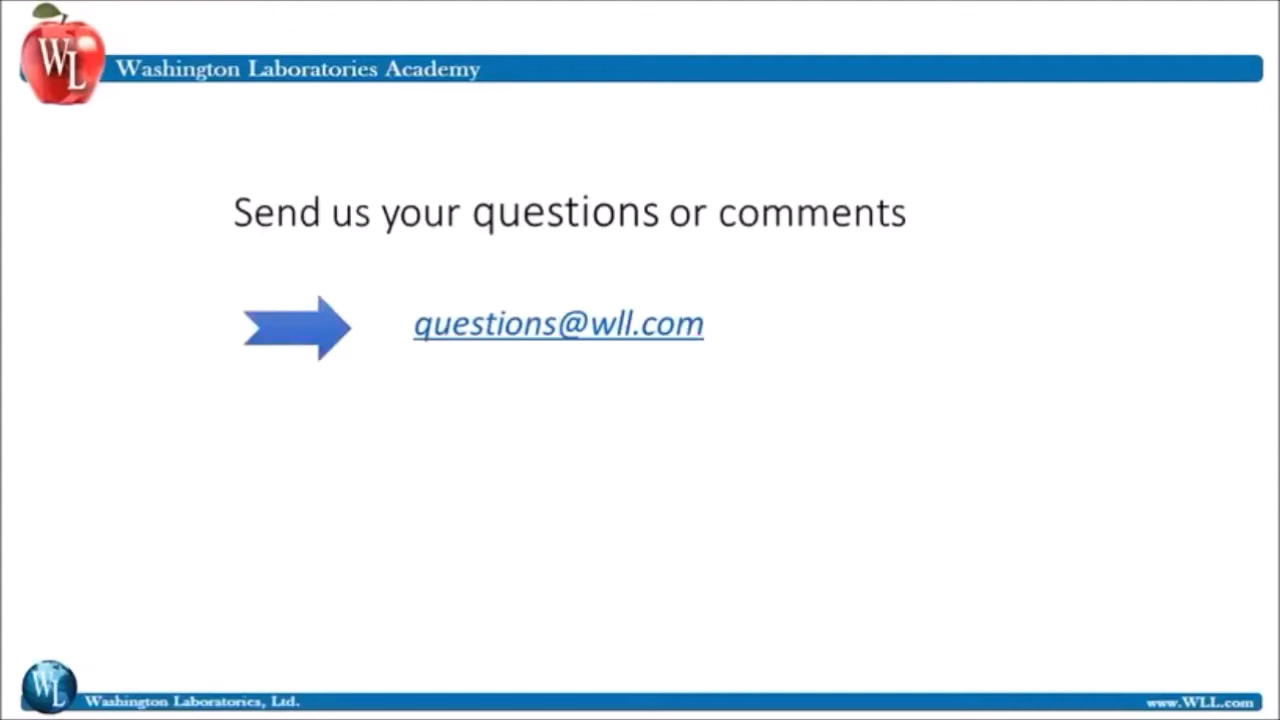 WL
Washington Laboratories Academy
Send us your questions or comments
questions@wll.com
WL
Washington Laboratories, Ltd.
www.WLL.com